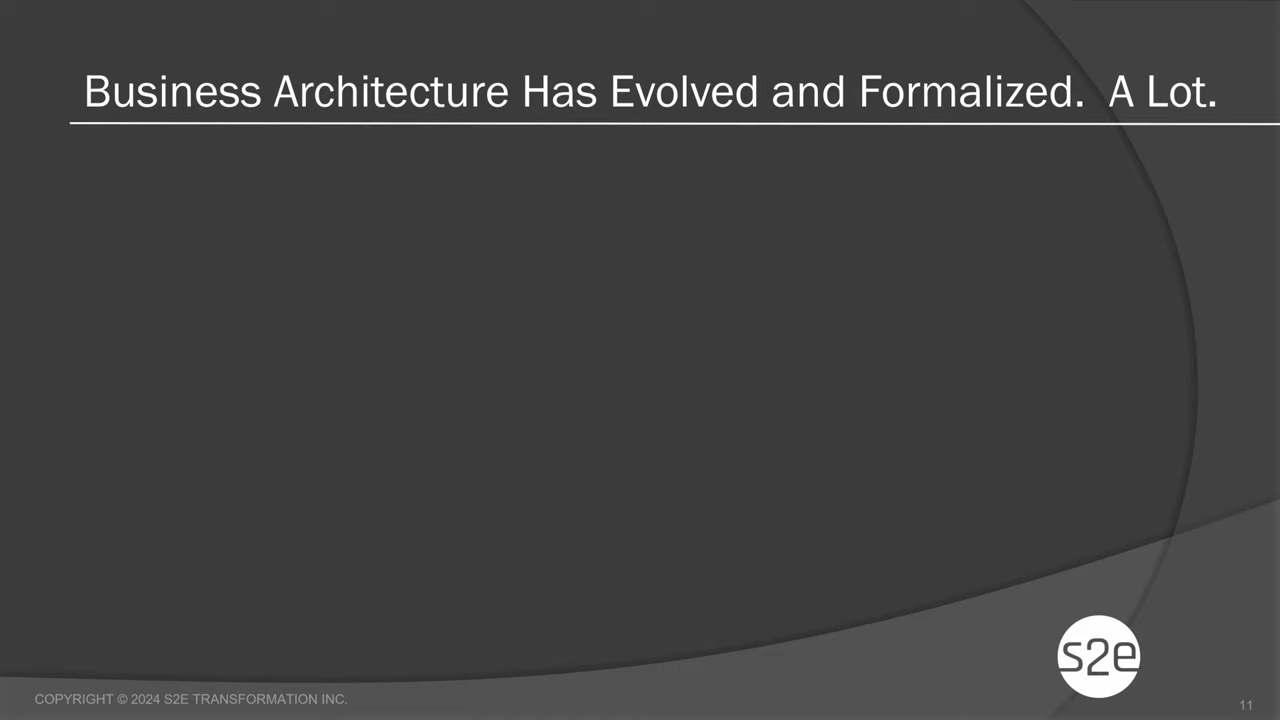 Business Architecture Has Evolved and Formalized.  A Lot.
s2e
COPYRIGHT © 2024 S2E TRANSFORMATION INC.
11